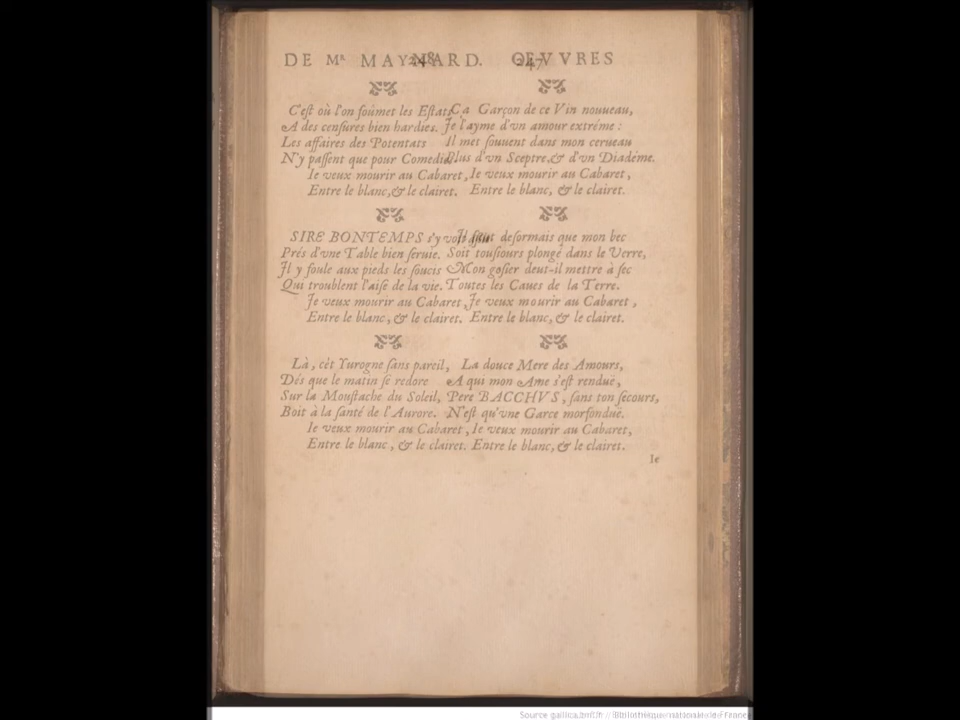 DE Mʳ MAYNARD.
248
C'eſt où l'on ſoûmet les Eſtats
A des cenſures bien hardies.
Les affaires des Potentats
N'y paſſent que pour Comedies.
Ie veux mourir au Cabaret,
Entre le blanc, & le clairet.
SIRE BONTEMPS s'y void
Prés d'vne Table bien ſeruie.
Il y foule aux pieds les ſoucis
Qui troublent l'aiſe de la vie.
Je veux mourir au Cabaret,
Entre le blanc, & le clairet.
Là, cèt Yurogne ſans pareil,
Dés que le matin ſe redore
Sur la Mouſtache du Soleil,
Boit à la ſanté de l'Aurore.
Ie veux mourir au Cabaret,
Entre le blanc, & le clairet.
247
OEVVRES
Ca Garçon de ce Vin nouueau,
Je l'ayme d'vn amour extréme :
Il met ſouuent dans mon cerueau
Plus d'vn Sceptre, & d'vn Diadéme.
Ie veux mourir au Cabaret,
Entre le blanc, & le clairet.
Il faut deſormais que mon bec
Soit touſiours plongé dans le Verre,
Mon goſier deut-il mettre à ſec
Toutes les Caues de la Terre.
Je veux mourir au Cabaret,
Entre le blanc, & le clairet.
La douce Mere des Amours,
A qui mon Ame s'eſt renduë,
Pere BACCHVS, ſans ton ſecours,
N'eſt qu'vne Garce morfonduë.
Ie veux mourir au Cabaret,
Entre le blanc, & le clairet.
Ie
Source gallica.bnf.fr / Bibliothèque nationale de France